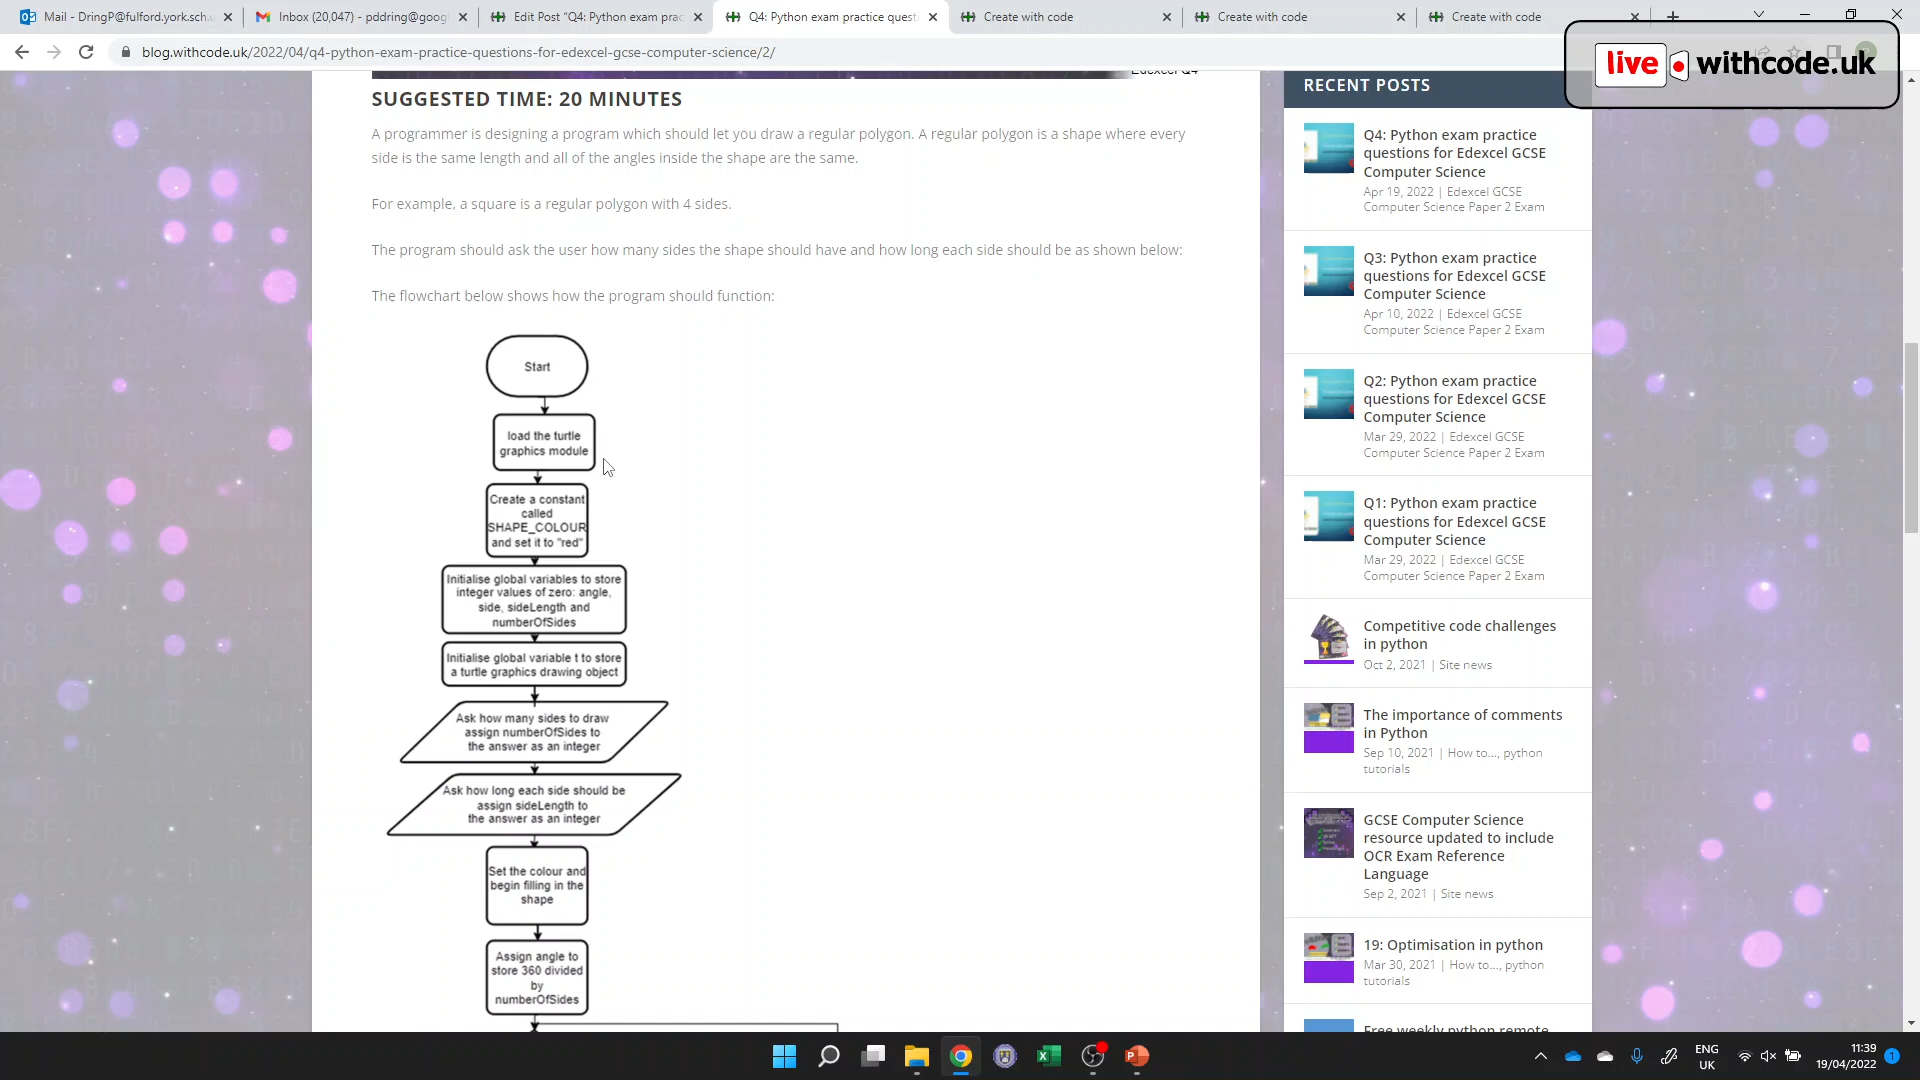 Mail - DringP@fulford.york.sch.u
Inbox (20,047) - pddring@goog
Edit Post "Q4: Python exam prac
Q4: Python exam practice quest
Create with code
Create with code
Create with code
blog.withcode.uk/2022/04/q4-python-exam-practice-questions-for-edexcel-gcse-computer-science/2/
live withcode.uk
Edexcel Q4
SUGGESTED TIME: 20 MINUTES
A programmer is designing a program which should let you draw a regular polygon. A regular polygon is a shape where every
side is the same length and all of the angles inside the shape are the same.
For example, a square is a regular polygon with 4 sides.
The program should ask the user how many sides the shape should have and how long each side should be as shown below:
The flowchart below shows how the program should function:
Start
load the turtle
graphics module
Create a constant
called
SHAPE_COLOUR
and set it to "red"
Initialise global variables to store
integer values of zero: angle,
side, sideLength and
numberOfSides
Initialise global variable t to store
a turtle graphics drawing object
Ask how many sides to draw
assign numberOfSides to
the answer as an integer
Ask how long each side should be
assign sideLength to
the answer as an integer
Set the colour and
begin filling in the
shape
Assign angle to
store 360 divided
by
numberOfSides
RECENT POSTS
Q4: Python exam practice
questions for Edexcel GCSE
Computer Science
Apr 19, 2022 | Edexcel GCSE
Computer Science Paper 2 Exam
Q3: Python exam practice
questions for Edexcel GCSE
Computer Science
Apr 10, 2022 | Edexcel GCSE
Computer Science Paper 2 Exam
Q2: Python exam practice
questions for Edexcel GCSE
Computer Science
Mar 29, 2022 | Edexcel GCSE
Computer Science Paper 2 Exam
Q1: Python exam practice
questions for Edexcel GCSE
Computer Science
Mar 29, 2022 | Edexcel GCSE
Computer Science Paper 2 Exam
Competitive code challenges
in python
Oct 2, 2021 | Site news
The importance of comments
in Python
Sep 10, 2021 | How to..., python
tutorials
GCSE Computer Science
resource updated to include
OCR Exam Reference
Language
Sep 2, 2021 | Site news
19: Optimisation in python
Mar 30, 2021 | How to..., python
tutorials
Free weekly python remote
ENG
UK
11:39
19/04/2022
1